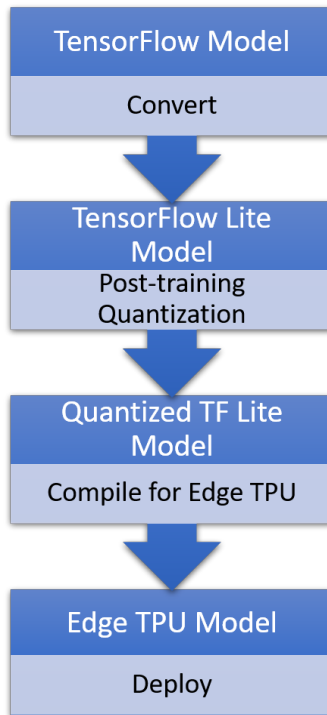 TensorFlow Model
Convert
TensorFlow Lite
Model
Post-training
Quantization
Quantized TF Lite
Model
Compile for Edge TPU
Edge TPU Model
Deploy